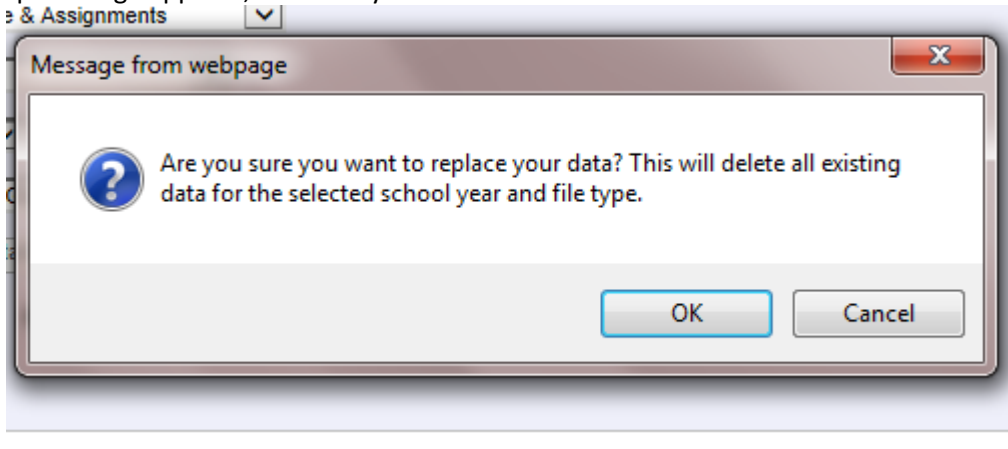 e & Assignments
Message from webpage
Are you sure you want to replace your data? This will delete all existing
data for the selected school year and file type.
OK
Cancel